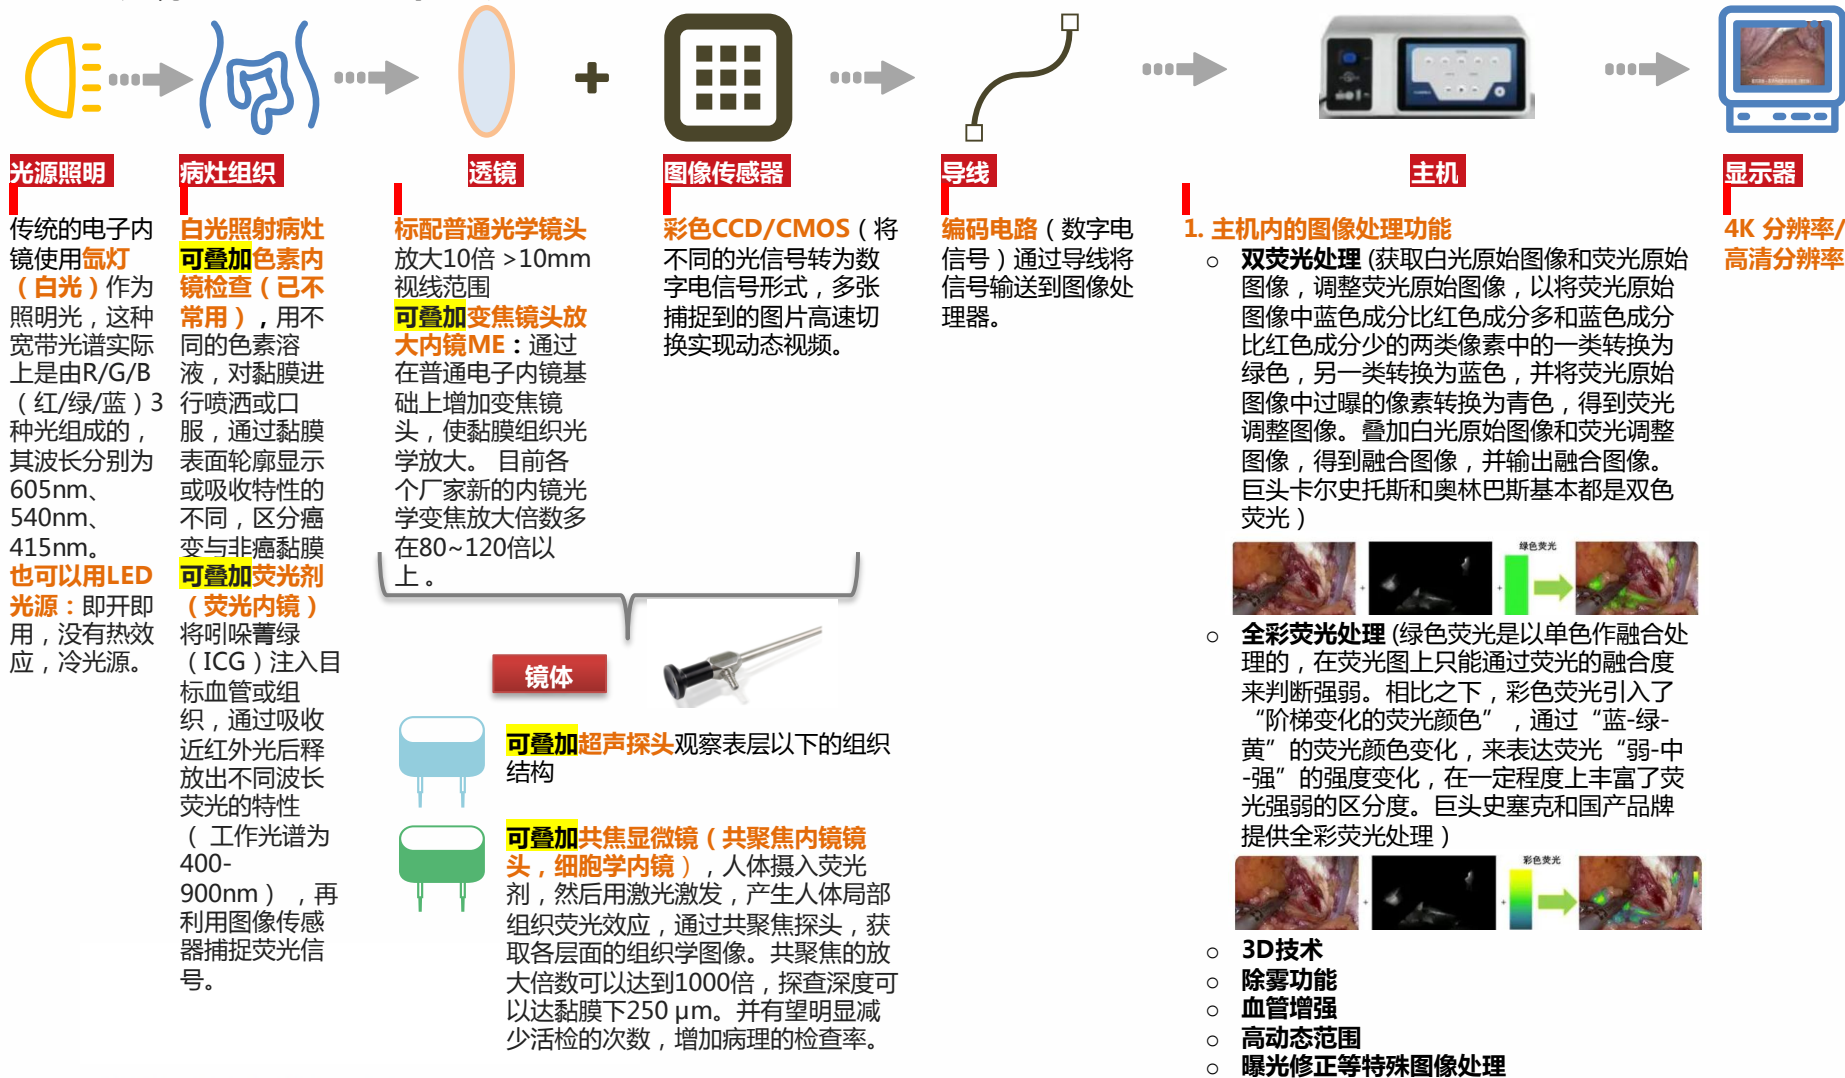 光源照明
传统的电子内
镜使用氙灯
（白光）作为
照明光，这种
宽带光谱实际
上是由R/G/B
（红/绿/蓝）3
种光组成的，
其波长分别为
605nm、
540nm、
415nm。
也可以用LED
光源：即开即
用，没有热效
应，冷光源。
病灶组织
白光照射病灶
可叠加色素内
镜检查（已不
常用），用不
同的色素溶
液，对黏膜进
行喷洒或口
服，通过黏膜
表面轮廓显示
或吸收特性的
不同，区分癌
变与非癌黏膜
可叠加荧光剂
（荧光内镜）
将吲哚菁绿
（ICG）注入目
标血管或组
织，通过吸收
近红外光后释
放出不同波长
荧光的特性
（ 工作光谱为
400-
900nm），再
利用图像传感
器捕捉荧光信
号。
透镜
标配普通光学镜头
放大10倍 >10mm
视线范围
可叠加变焦镜头放
大内镜ME：通过
在普通电子内镜基
础上增加变焦镜
头，使黏膜组织光
学放大。 目前各
个厂家新的内镜光
学变焦放大倍数多
在80~120倍以
上 。
图像传感器
彩色CCD/CMOS（将
不同的光信号转为数
字电信号形式，多张
捕捉到的图片高速切
换实现动态视频。
镜体
可叠加超声探头观察表层以下的组织
结构
可叠加共焦显微镜（共聚焦内镜镜
头，细胞学内镜），人体摄入荧光
剂，然后用激光激发，产生人体局部
组织荧光效应，通过共聚焦探头，获
取各层面的组织学图像。共聚焦的放
大倍数可以达到1000倍，探查深度可
以达黏膜下250 μm。并有望明显减
少活检的次数，增加病理的检查率。
导线
编码电路（数字电
信号）通过导线将
信号输送到图像处
理器。
主机
1. 主机内的图像处理功能
○ 双荧光处理 (获取白光原始图像和荧光原始
图像，调整荧光原始图像，以将荧光原始
图像中蓝色成分比红色成分多和蓝色成分
比红色成分少的两类像素中的一类转换为
绿色，另一类转换为蓝色，并将荧光原始
图像中过曝的像素转换为青色，得到荧光
调整图像。叠加白光原始图像和荧光调整
图像，得到融合图像，并输出融合图像。
巨头卡尔史托斯和奥林巴斯基本都是双色
荧光）
绿色荧光
○ 全彩荧光处理 (绿色荧光是以单色作融合处
理的，在荧光图上只能通过荧光的融合度
来判断强弱。相比之下，彩色荧光引入了
“阶梯变化的荧光颜色”，通过“蓝-绿-
黄”的荧光颜色变化，来表达荧光“弱-中
-强”的强度变化，在一定程度上丰富了荧
光强弱的区分度。巨头史塞克和国产品牌
提供全彩荧光处理）
彩色荧光
○ 3D技术
○ 除雾功能
○ 血管增强
○ 高动态范围
○ 曝光修正等特殊图像处理
显示器
4K 分辨率/
高清分辨率